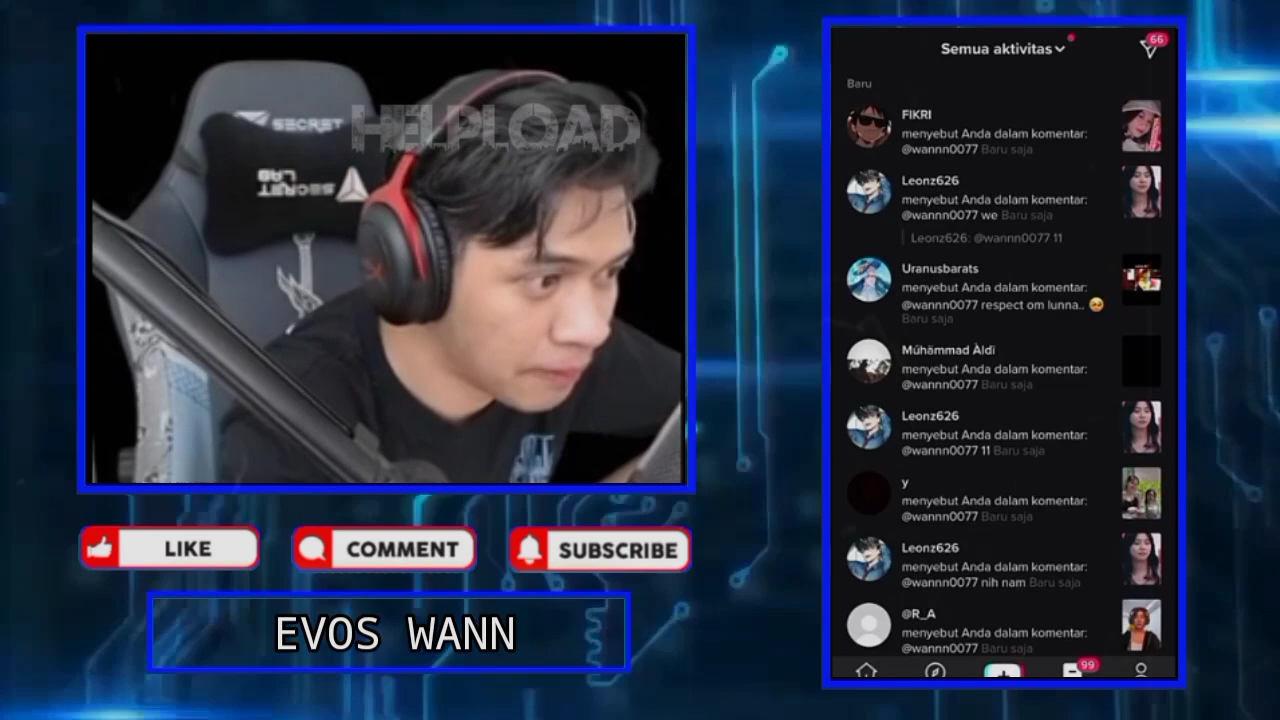 HELPLOAD
SECRET
SECRET
LAB
LIKE
COMMENT
SUBSCRIBE
EVOS WANN
Semua aktivitas
66
Baru
FIKRI
menyebut Anda dalam komentar:
@wannn0077 Baru saja
Leonz626
menyebut Anda dalam komentar:
@wannn0077 we Baru saja
Leonz626: @wannn0077 11
Uranusbarats
menyebut Anda dalam komentar:
@wannn0077 respect om lunna.. 🥺
Baru saja
Múhämmad Àldi
menyebut Anda dalam komentar:
@wannn0077 Baru saja
Leonz626
menyebut Anda dalam komentar:
@wannn0077 11 Baru saja
y
menyebut Anda dalam komentar:
@wannn0077 Baru saja
Leonz626
menyebut Anda dalam komentar:
@wannn0077 nih nam Baru saja
@R_A
menyebut Anda dalam komentar:
@wannn0077 Baru saja
99